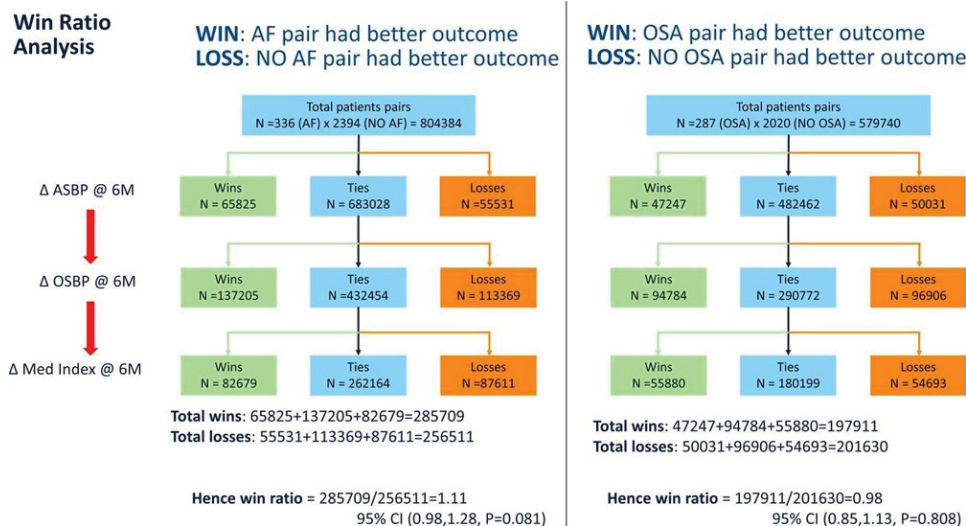 Win Ratio
Analysis
WIN: AF pair had better outcome
LOSS: NO AF pair had better outcome
Total patients pairs
N =336 (AF) x 2394 (NO AF) = 804384
Δ ASBP @ 6M
Wins
N = 65825
Ties
N = 683028
Losses
N =55531
Δ OSBP @ 6M
Wins
N =137205
Ties
N =432454
Losses
N = 113369
Δ Med Index @ 6M
Wins
N = 82679
Ties
N = 262164
Losses
N =87611
Total wins: 65825+137205+82679=285709
Total losses: 55531+113369+87611=256511
Hence win ratio = 285709/256511=1.11
95% CI (0.98,1.28, P=0.081)
WIN: OSA pair had better outcome
LOSS: NO OSA pair had better outcome
Total patients pairs
N =287 (OSA) x 2020 (NO OSA) = 579740
Wins
N = 47247
Ties
N = 482462
Losses
N = 50031
Wins
N = 94784
Ties
N = 290772
Losses
N = 96906
Wins
N =55880
Ties
N = 180199
Losses
N = 54693
Total wins: 47247+94784+55880=197911
Total losses: 50031+96906+54693=201630
Hence win ratio = 197911/201630=0.98
95% CI (0.85,1.13, P=0.808)